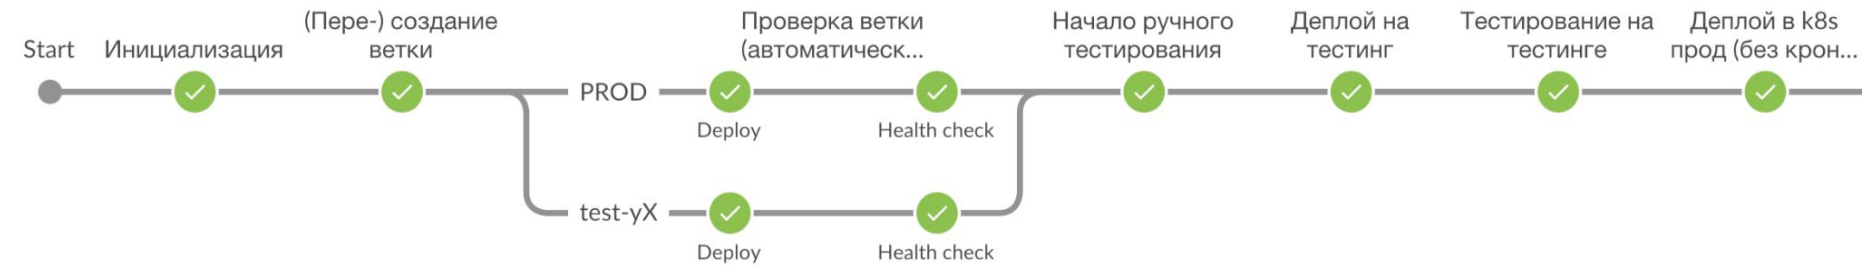 Start
Инициализация
(Пере-) создание
ветки
Проверка ветки
(автоматическ...
Начало ручного
тестирования
Деплой на
тестинг
Тестирование на
тестинге
Деплой в k8s
прод (без крон...
PROD
Deploy
Health check
test-yX
Deploy
Health check